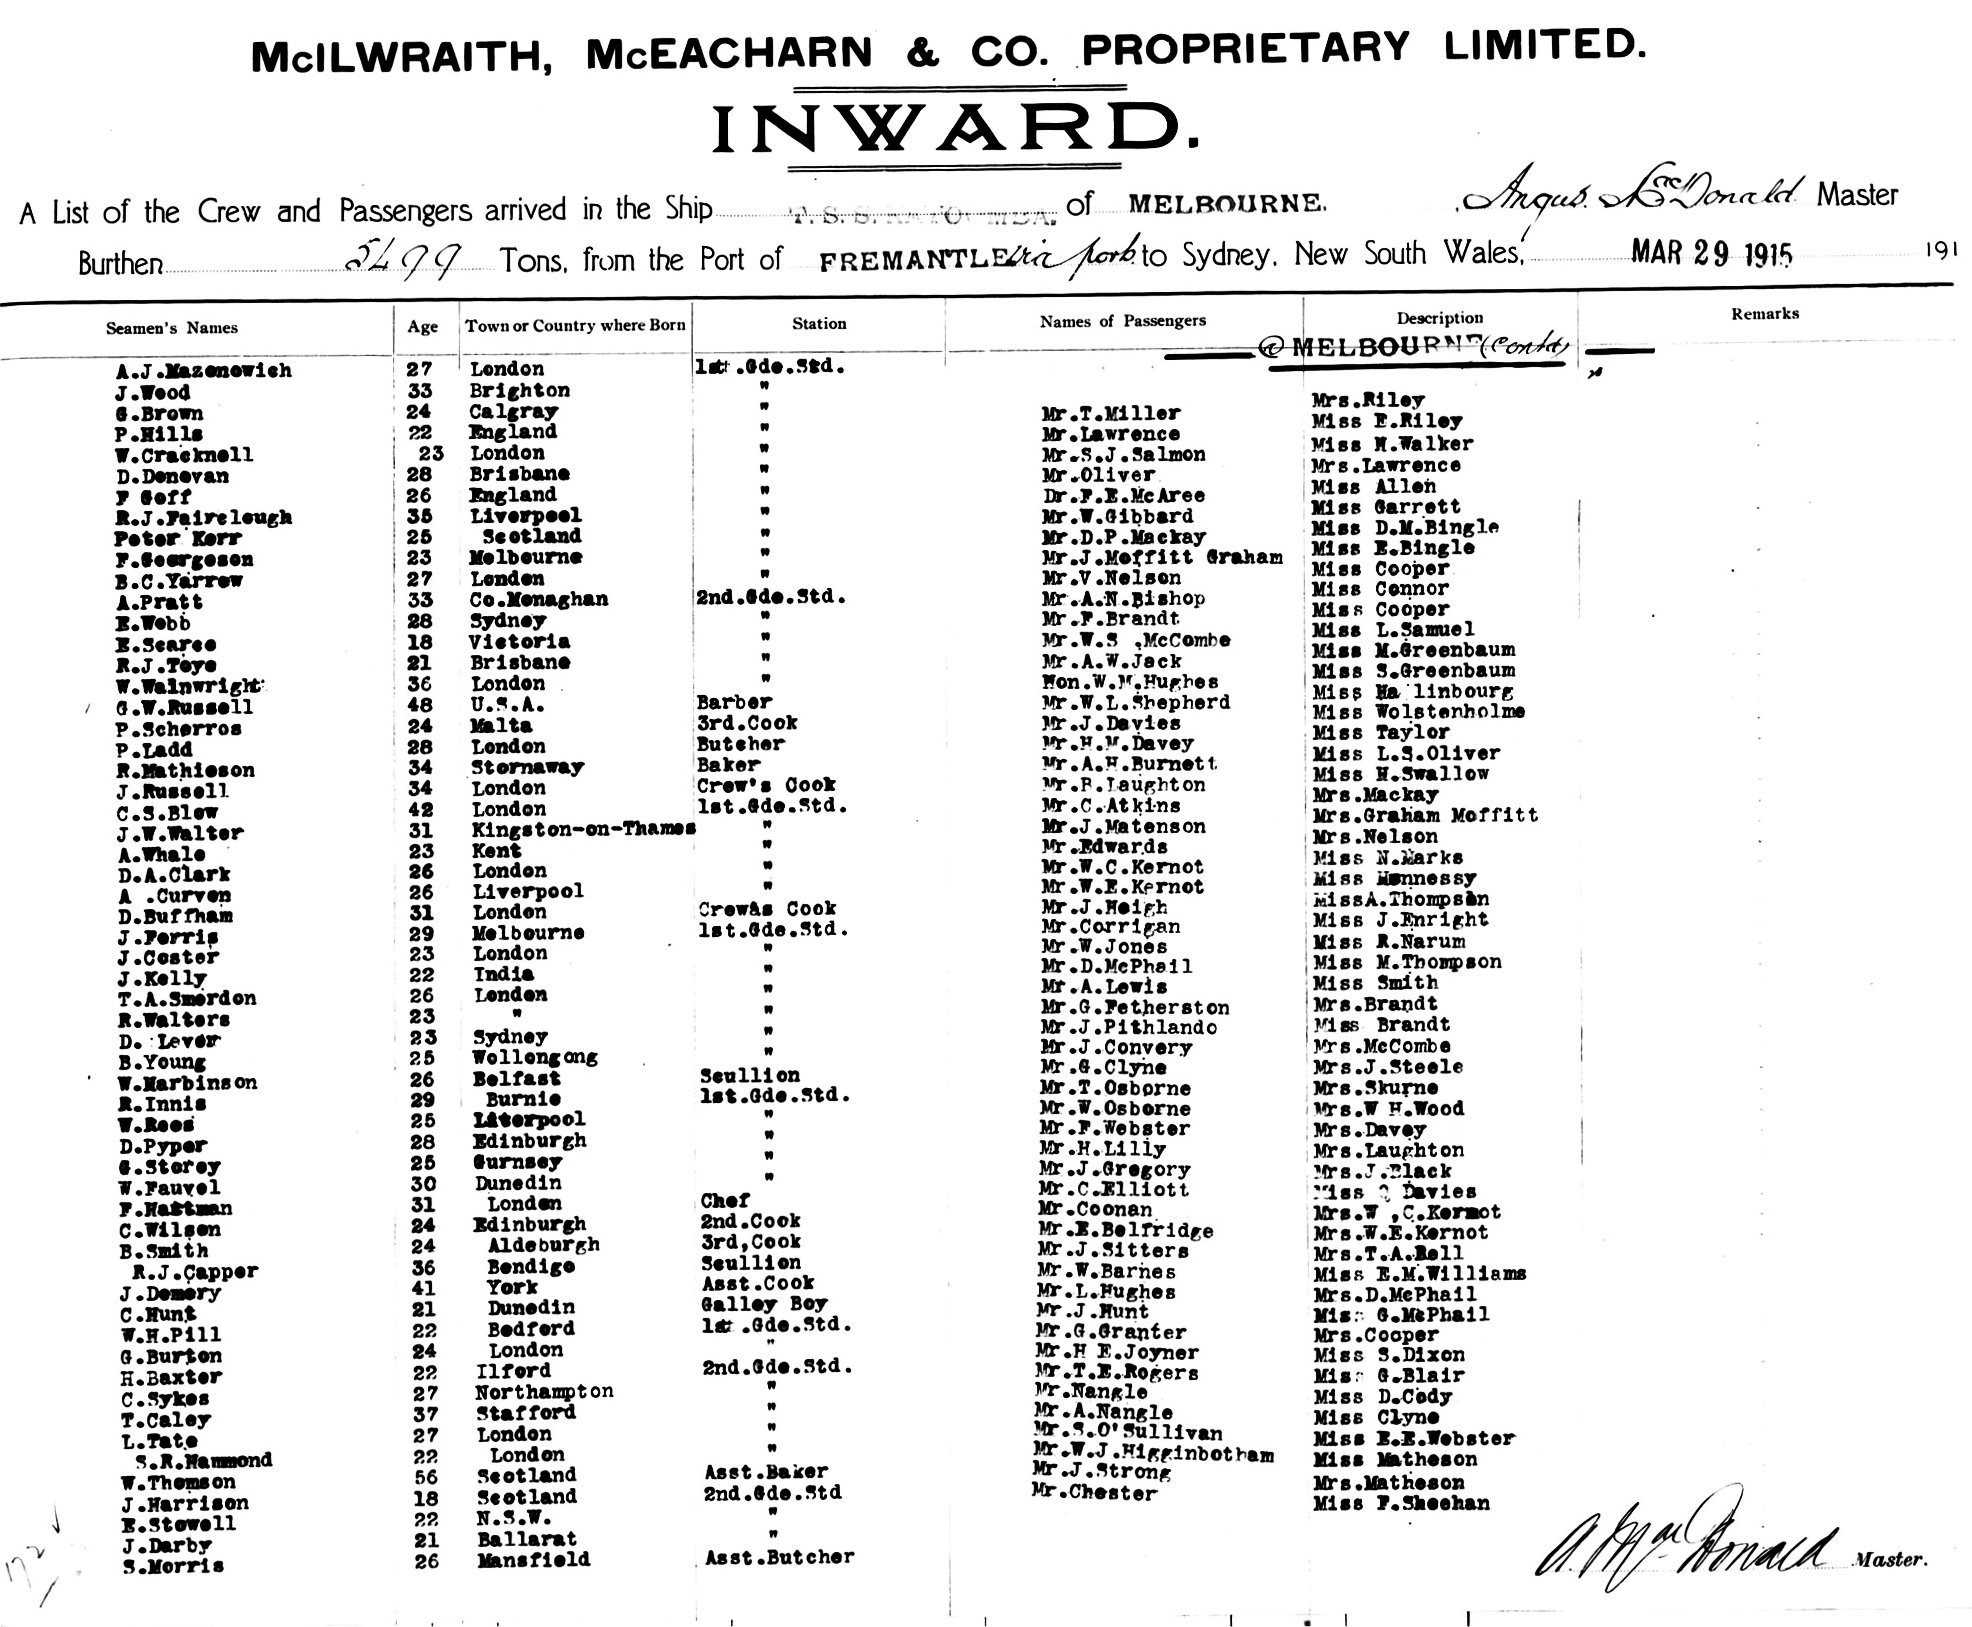 McILWRAITH, McEACHARN & CO. PROPRIETARY LIMITED.
INWARD.
A List of the Crew and Passengers arrived in the Ship T.S.S. KATOOMBA. of MELBOURNE. Angus MacDonald Master
Burthen 5499 Tons, from the Port of FREMANTLE via ports to Sydney, New South Wales, MAR 29 1915 191
Seamen's Names Age Town or Country where Born Station Names of Passengers Description Remarks
@ MELBOURNE (Contd)
A.J.Mazenowich 27 London 1st.Gde.Std.
J.Wood 33 Brighton " Mrs.Riley
G.Brown 24 Calgray " Mr.T.Miller Miss E.Riley
P.Hills 22 England " Mr.Lawrence Miss H.Walker
W.Cracknell 23 London " Mr.S.J.Salmon Mrs.Lawrence
D.Donovan 28 Brisbane " Mr.Oliver Miss Allen
F Goff 26 England " Dr.F.E.McAree Miss Garrett
R.J.Fairclough 35 Liverpool " Mr.W.Gibbard Miss D.M.Bingle
Peter Kerr 25 Scotland " Mr.D.P.Mackay Miss E.Bingle
F.Georgeson 23 Melbourne " Mr.J.Moffitt Graham Miss Cooper
B.C.Yarrow 27 London " Mr.V.Nelson Miss Connor
A.Pratt 33 Co.Monaghan 2nd.Gde.Std. Mr.A.N.Bishop Miss Cooper
E.Webb 28 Sydney " Mr.F.Brandt Miss L.Samuel
E.Scarce 18 Victoria " Mr.W.S .McCombe Miss M.Greenbaum
R.J.Toye 21 Brisbane " Mr.A.W.Jack Miss S.Greenbaum
W.Wainwright 36 London " Hon.W.M.Hughes Miss Ha linbourg
G.W.Russell 48 U.S.A. Barber Mr.W.L.Shepherd Miss Wolstenholme
P.Scherros 24 Malta 3rd.Cook Mr.J.Davies Miss Taylor
P.Ladd 28 London Butcher Mr.H.M.Davey Miss L.S.Oliver
R.Mathieson 34 Stornaway Baker Mr.A.H.Burnett Miss H.Swallow
J.Russell 34 London Crew's Cook Mr.R.Laughton Mrs.Mackay
C.S.Blow 42 London 1st.Gde.Std. Mr.C.Atkins Mrs.Graham Moffitt
J.W.Walter 31 Kingston-on-Thames " Mr.J.Matenson Mrs.Nelson
A.Whale 23 Kent " Mr.Edwards Miss N.Marks
D.A.Clark 26 London " Mr.W.C.Kernot Miss Hennessy
A .Curven 26 Liverpool " Mr.W.E.Kernot MissA.Thompson
D.Buffham 31 London Crewas Cook Mr.J.Heigh Miss J.Enright
J.Ferris 29 Melbourne 1st.Gde.Std. Mr.Corrigan Miss R.Narum
J.Coster 23 London " Mr.W.Jones Miss M.Thompson
J.Kelly 22 India " Mr.D.McPhail Miss Smith
T.A.Smerdon 26 London " Mr.A.Lewis Mrs.Brandt
R.Walters 23 " " Mr.G.Fetherston Miss Brandt
D. Lever 23 Sydney " Mr.J.Pithlando Mrs.McCombe
B.Young 25 Wollongong " Mr.J.Convery Mrs.J.Steele
W.Harbinson 26 Belfast Scullion Mr.G.Clyne Mrs.Skurne
R.Innis 29 Burnie 1st.Gde.Std. Mr.T.Osborne Mrs.W H.Wood
W.Rees 25 Literpool " Mr.W.Osborne Mrs.Davey
D.Pyper 28 Edinburgh " Mr.F.Webster Mrs.Laughton
G.Storey 25 Gurnsey " Mr.H.Lilly Mrs.J.Black
W.Fauvel 30 Dunedin " Mr.J.Gregory Miss Davies
F.Hattman 31 London Chef Mr.C.Elliott Mrs.W .C.Kernot
C.Wilson 24 Edinburgh 2nd.Cook Mr.Coonan Mrs.W.E.Kernot
B.Smith 24 Aldeburgh 3rd,Cook Mr.E.Belfridge Mrs.T.A.Bell
R.J.Capper 36 Bendigo Scullion Mr.J.Sitters Miss E.M.Williams
J.Demery 41 York Asst.Cook Mr.W.Barnes Mrs.D.McPhail
C.Hunt 21 Dunedin Galley Boy Mr.L.Hughes Miss G.McPhail
W.H.Pill 22 Bedford 1st.Gde.Std. Mr.J.Hunt Mrs.Cooper
G.Burton 24 London " Mr.G.Granter Miss S.Dixon
H.Baxter 22 Ilford 2nd.Gde.Std. Mr.H E.Joyner Miss G.Blair
C.Sykes 27 Northampton " Mr.T.E.Rogers Miss D.Cody
T.Caley 37 Stafford " Mr.Nangle Miss Clyne
L.Tate 27 London " Mr.A.Nangle Miss E.E.Webster
S.R.Hammond 22 London " Mr.S.O'Sullivan Miss Matheson
W.Thomson 56 Scotland Asst.Baker Mr.W.J.Higginbotham Mrs.Matheson
J.Harrison 18 Scotland 2nd.Gde.Std Mr.J.Strong Miss F.Sheehan
E.Stowell 22 N.S.W. " Mr.Chester
J.Darby 21 Ballarat "
S.Morris 26 Mansfield Asst.Butcher
A. MacDonald Master.
172